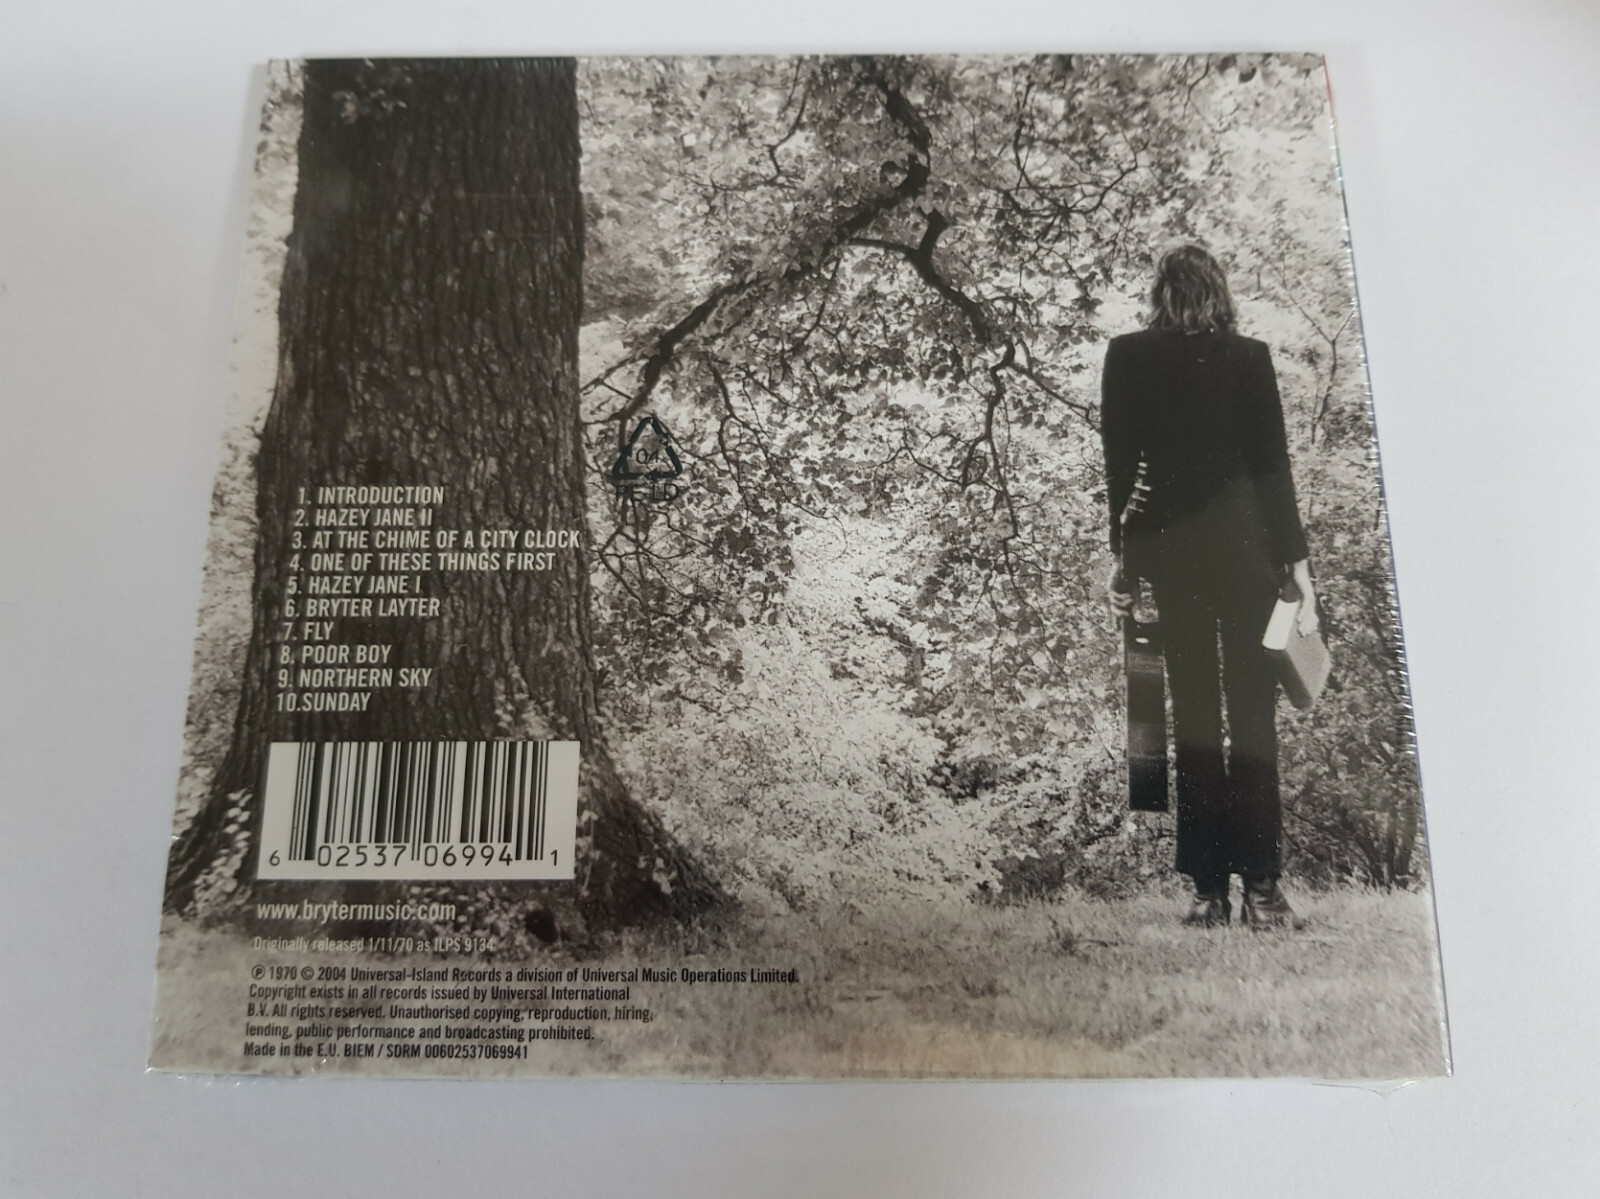 04
PE-LD
1. INTRODUCTION
2. HAZEY JANE II
3. AT THE CHIME OF A CITY CLOCK
4. ONE OF THESE THINGS FIRST
5. HAZEY JANE I
6. BRYTER LAYTER
7. FLY
8. POOR BOY
9. NORTHERN SKY
10.SUNDAY
6 02537 06994 1
www.brytermusic.com
Originally released 1/11/70 as ILPS 9134
℗ 1970 © 2004 Universal-Island Records a division of Universal Music Operations Limited.
Copyright exists in all records issued by Universal International
B.V. All rights reserved. Unauthorised copying, reproduction, hiring,
lending, public performance and broadcasting prohibited.
Made in the E.U. BIEM / SDRM 00602537069941